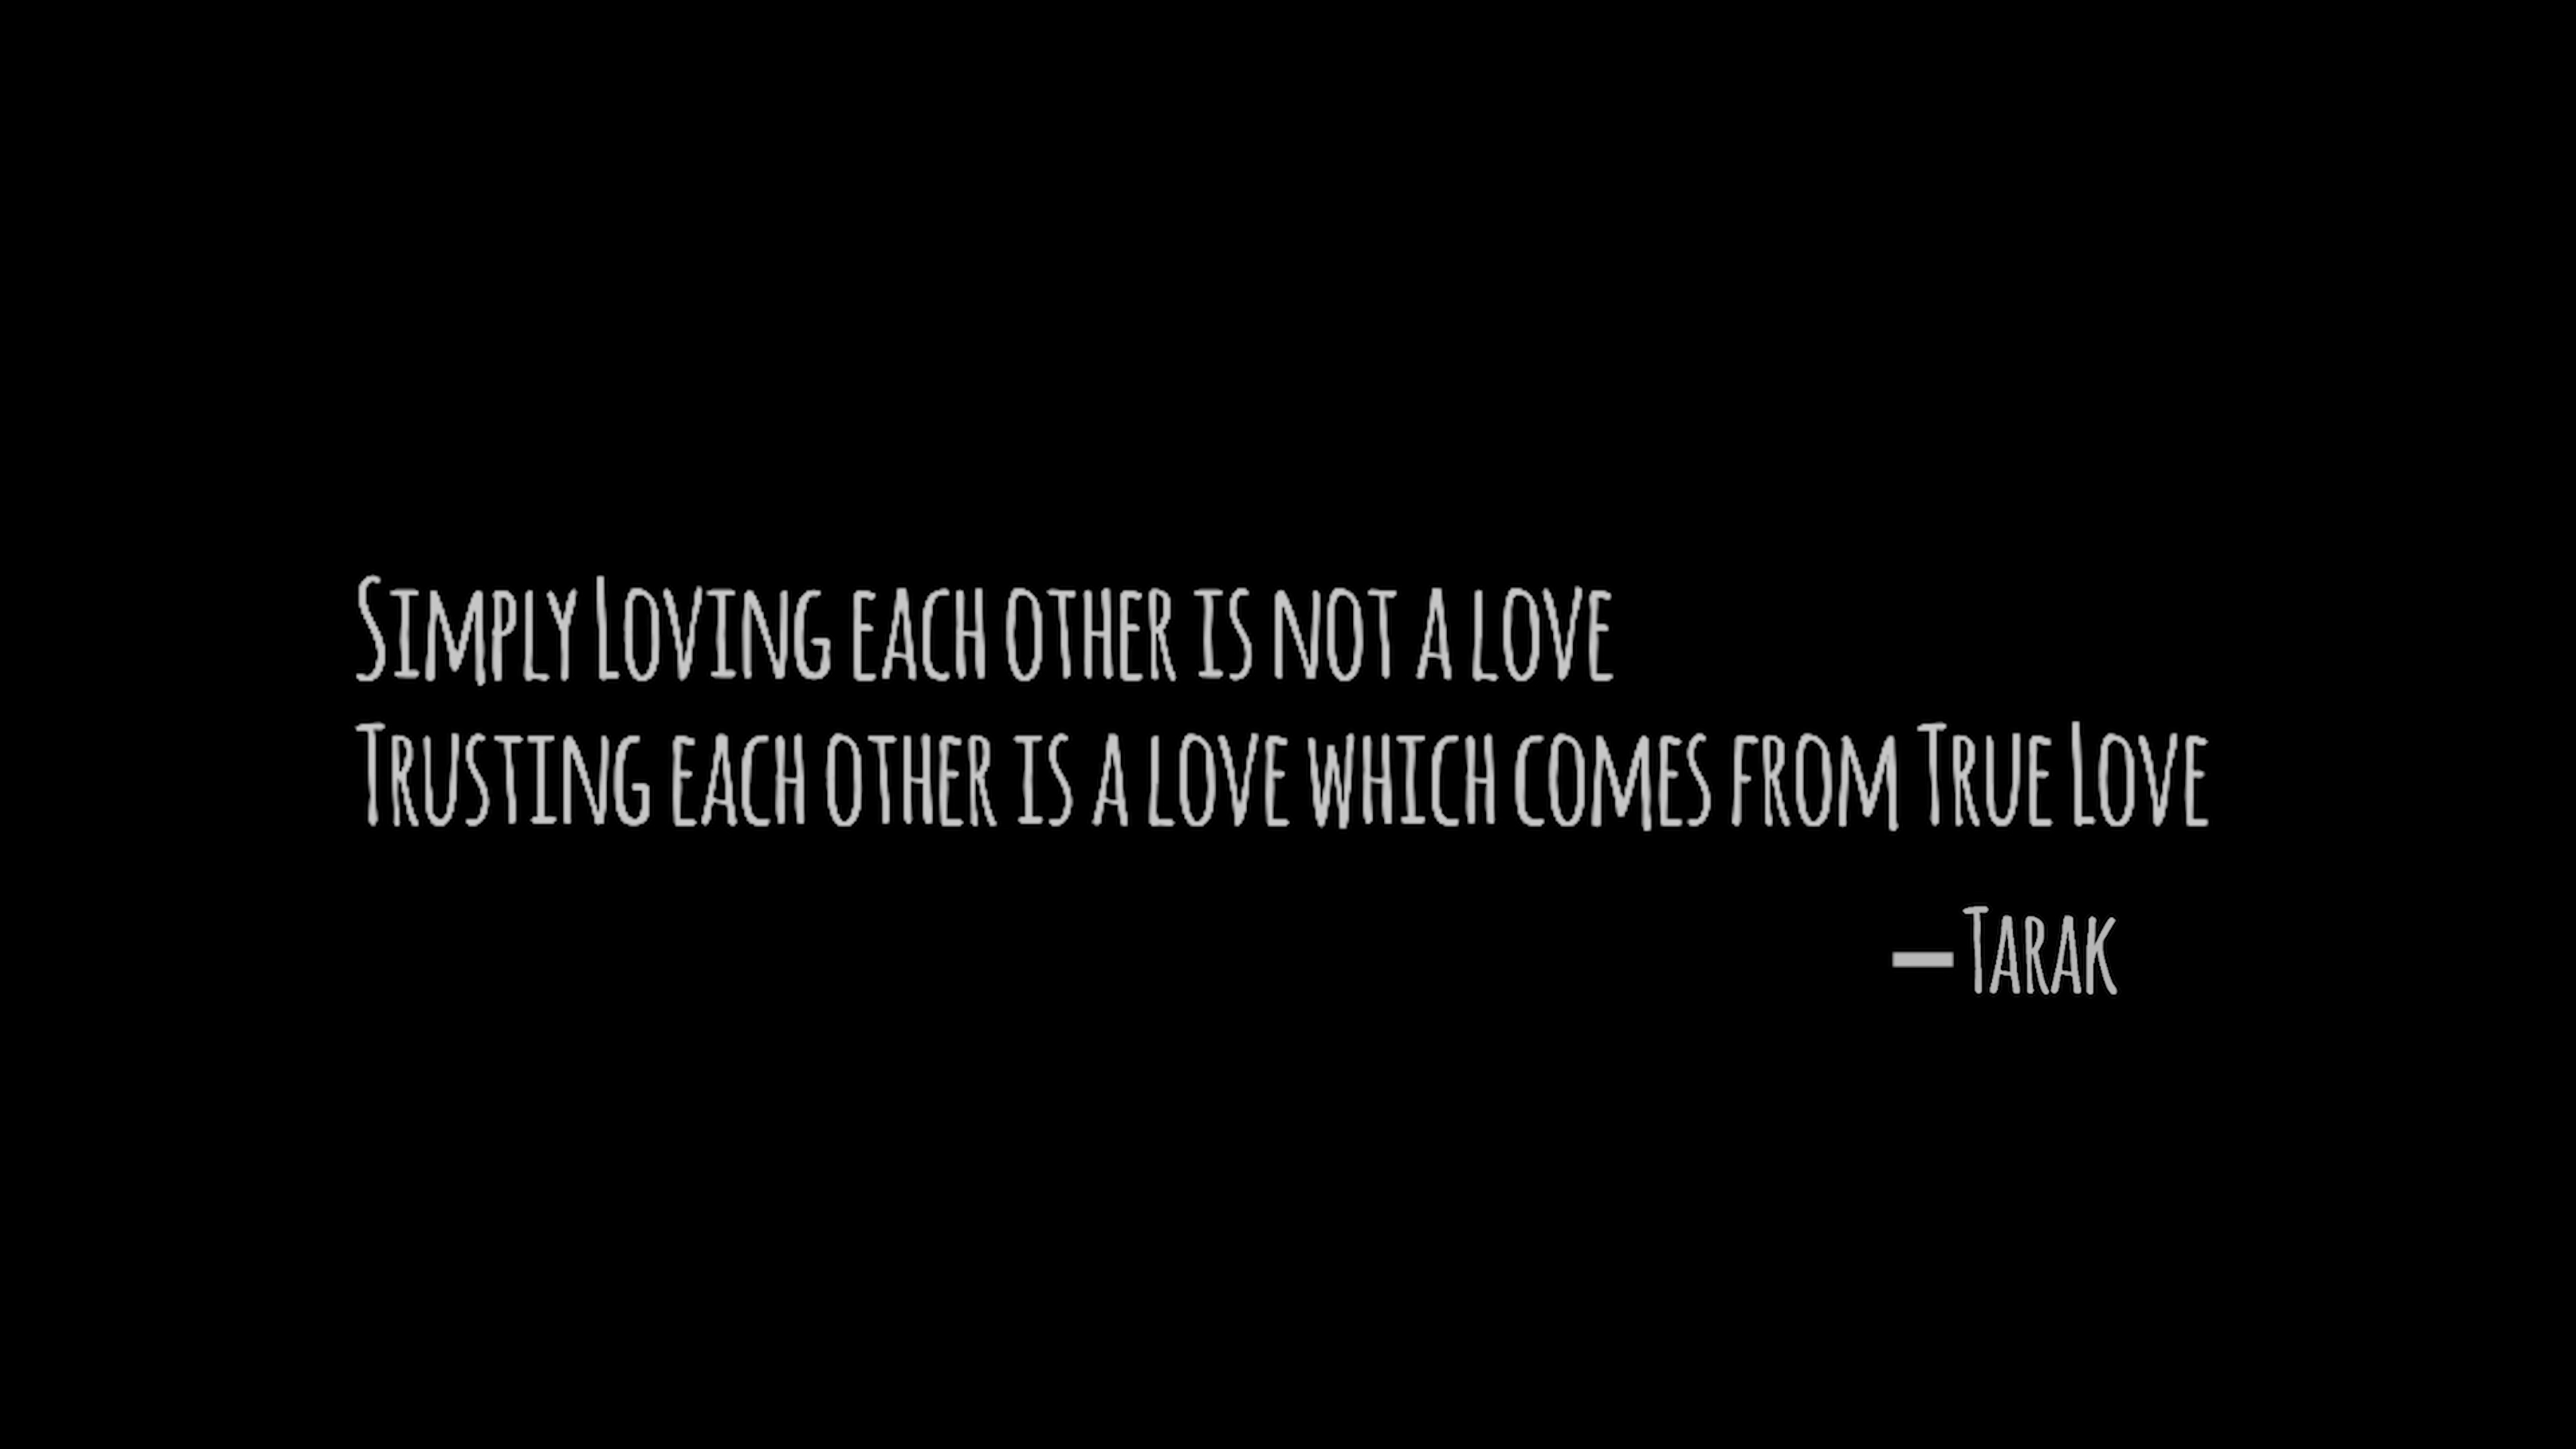 Simply Loving each other is not a love
Trusting each other is a love which comes from True Love
– Tarak